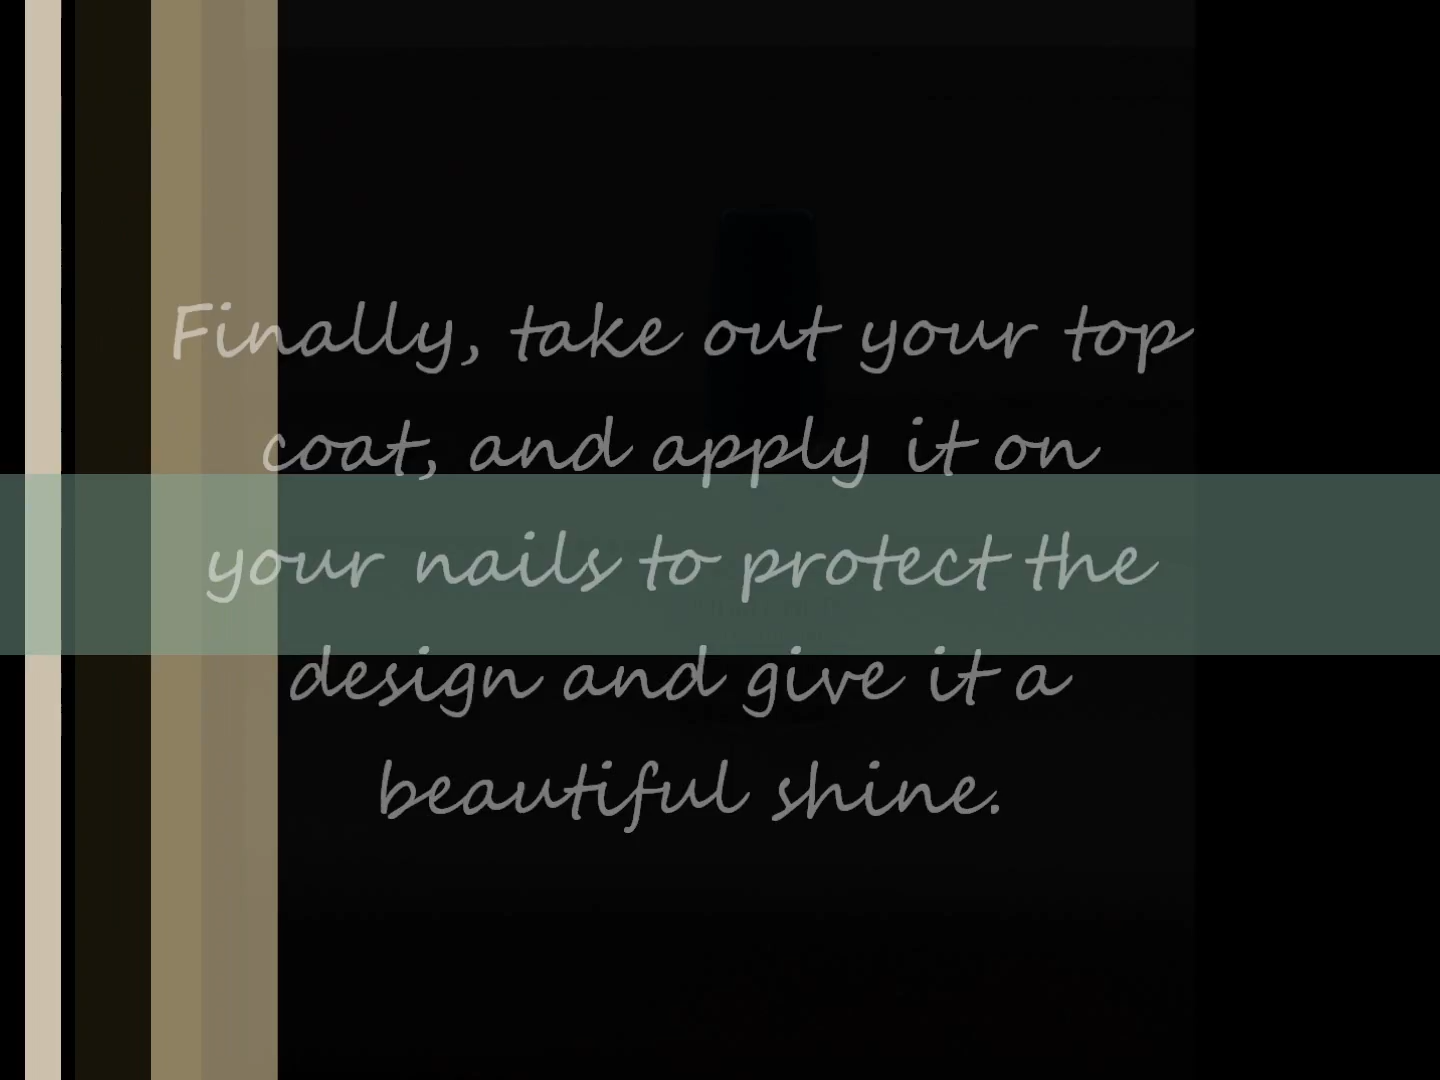 Finally, take out your top
coat, and apply it on
your nails to protect the
design and give it a
beautiful shine.